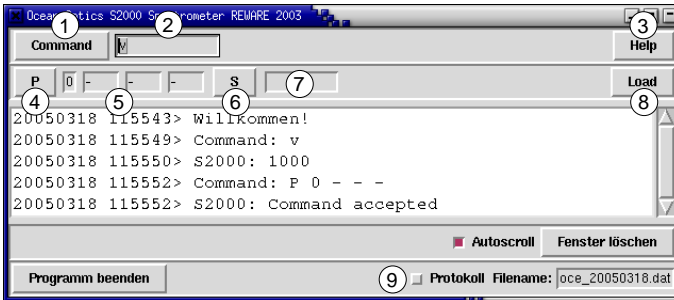 Ocean Optics S2000 Spectrometer REWARE 2003
1 2 3
Command v Help
P 0 - - - S Load
4 5 6 7 8
20050318 115543> Willkommen!
20050318 115549> Command: v
20050318 115550> S2000: 1000
20050318 115552> Command: P 0 - - -
20050318 115552> S2000: Command accepted
Autoscroll Fenster löschen
Programm beenden 9 Protokoll Filename: oce_20050318.dat